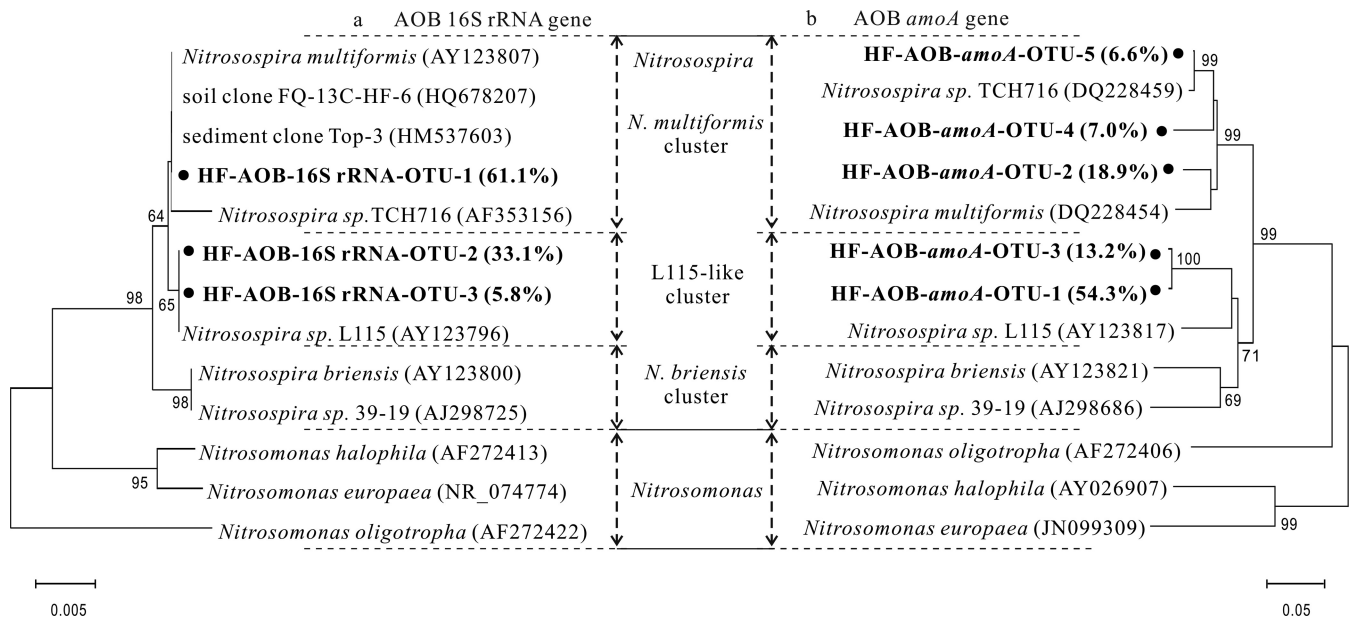 a AOB 16S rRNA gene
Nitrosospira multiformis (AY123807)
soil clone FQ-13C-HF-6 (HQ678207)
sediment clone Top-3 (HM537603)
HF-AOB-16S rRNA-OTU-1 (61.1%)
64
Nitrosospira sp.TCH716 (AF353156)
HF-AOB-16S rRNA-OTU-2 (33.1%)
98
65
HF-AOB-16S rRNA-OTU-3 (5.8%)
Nitrosospira sp. L115 (AY123796)
Nitrosospira briensis (AY123800)
98
Nitrosospira sp. 39-19 (AJ298725)
Nitrosomonas halophila (AF272413)
95
Nitrosomonas europaea (NR_074774)
Nitrosomonas oligotropha (AF272422)
0.005
Nitrosospira
N. multiformis
cluster
L115-like
cluster
N. briensis
cluster
Nitrosomonas
b AOB amoA gene
HF-AOB-amoA-OTU-5 (6.6%)
99
Nitrosospira sp. TCH716 (DQ228459)
HF-AOB-amoA-OTU-4 (7.0%)
99
HF-AOB-amoA-OTU-2 (18.9%)
Nitrosospira multiformis (DQ228454)
99
HF-AOB-amoA-OTU-3 (13.2%)
100
HF-AOB-amoA-OTU-1 (54.3%)
Nitrosospira sp. L115 (AY123817)
71
Nitrosospira briensis (AY123821)
69
Nitrosospira sp. 39-19 (AJ298686)
Nitrosomonas oligotropha (AF272406)
Nitrosomonas halophila (AY026907)
99
Nitrosomonas europaea (JN099309)
0.05